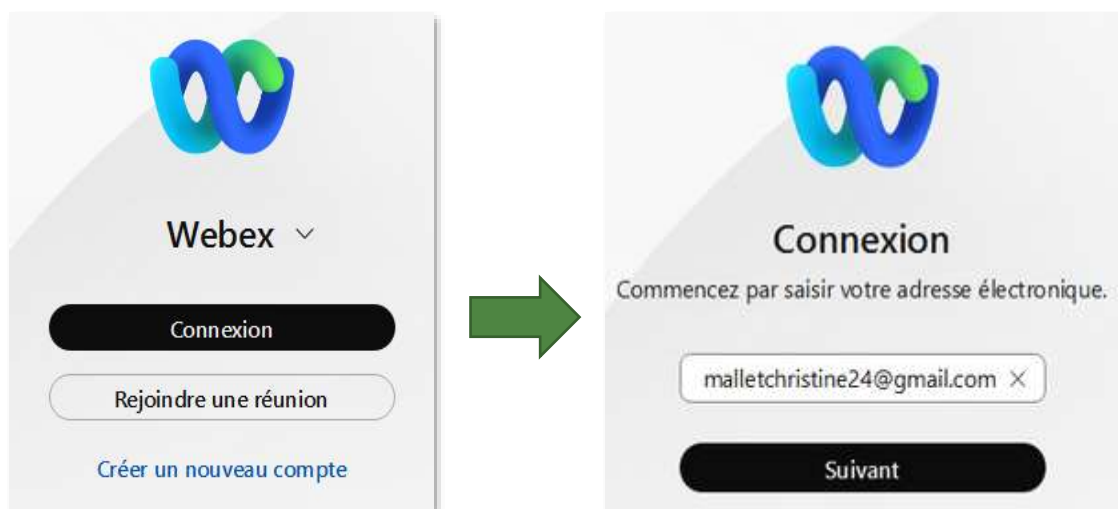 Webex
Connexion
Rejoindre une réunion
Créer un nouveau compte
Connexion
Commencez par saisir votre adresse électronique.
malletchristine24@gmail.com
Suivant